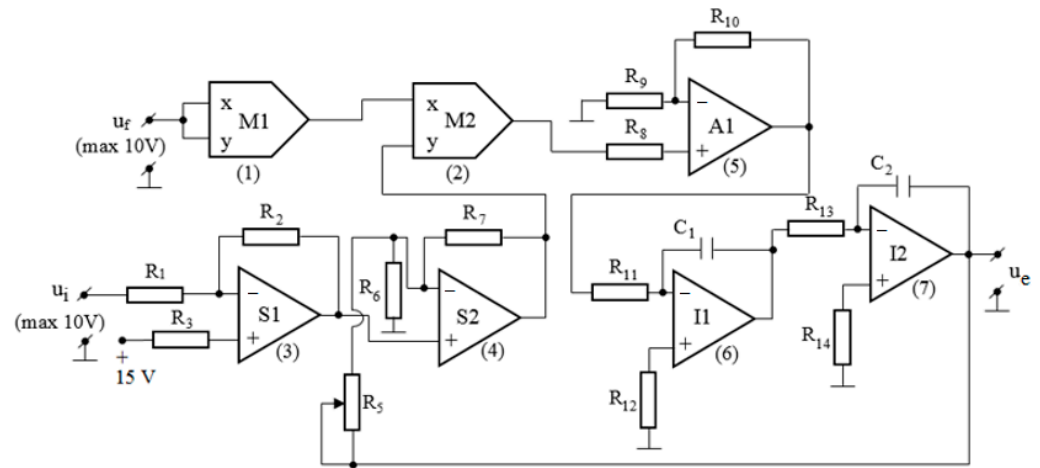 R10
R9
x
y
M1
x
y
M2
−
+
A1
R8
uf
(max 10V)
(1)
(2)
(5)
C2
R2
R7
C1
R13
−
+
I2
R1
R6
R11
ui
(max 10V)
−
+
S1
−
+
S2
−
+
I1
ue
R3
(3)
(4)
(6)
(7)
+
15 V
R5
R12
R14